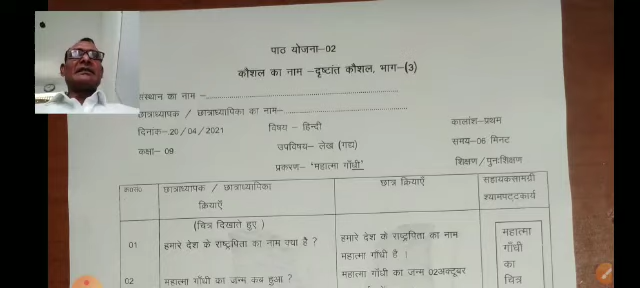 पाठ योजना-02
कौशल का नाम –दृष्टांत कौशल, भाग-(3)
संस्थान का नाम –
छात्राध्यापक / छात्राध्यापिका का नाम–
दिनाक–20/04/2021 विषय – हिन्दी कालांश–प्रथम
कक्षा– 09 उपविषय– लेख (गद्य) समय–06 मिनट
प्रकरण– 'महात्मा गाँधी' शिक्षण/पुनःशिक्षण
छात्राध्यापक / छात्राध्यापिका छात्र क्रियाएँ सहायकसामग्री
क्रियाएँ श्यामपट्टकार्य
(चित्र दिखाते हुए)
01 हमारे देश के राष्ट्रपिता का नाम क्या है ? हमारे देश के राष्ट्रपिता का नाम महात्मा
महात्मा गाँधी हैं । गाँधी
का
02 महात्मा गाँधी का जन्म कब हुआ ? महात्मा गाँधी का जन्म 02अक्टूबर चित्र